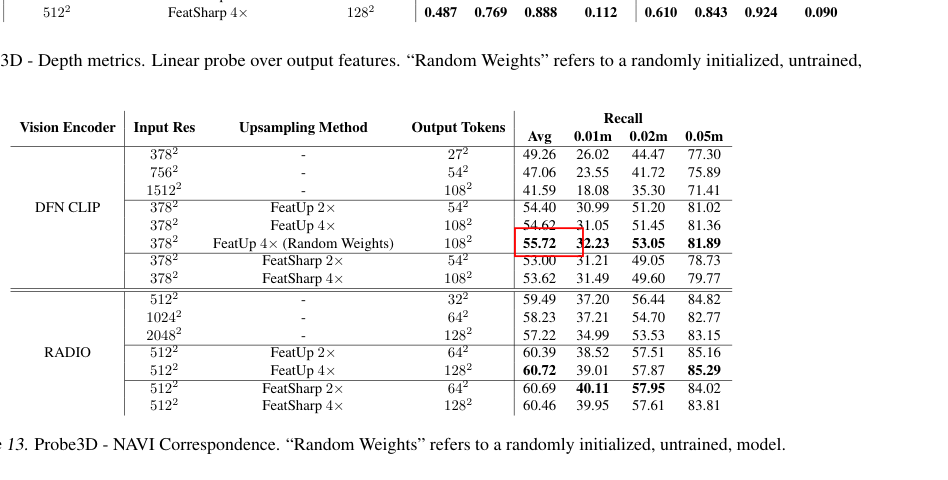 512² FeatSharp 4× 128² 0.487 0.769 0.888 0.112 0.610 0.843 0.924 0.090
3D - Depth metrics. Linear probe over output features. “Random Weights” refers to a randomly initialized, untrained,
Vision Encoder Input Res Upsampling Method Output Tokens Recall
Avg 0.01m 0.02m 0.05m
378² - 27² 49.26 26.02 44.47 77.30
756² - 54² 47.06 23.55 41.72 75.89
1512² - 108² 41.59 18.08 35.30 71.41
DFN CLIP 378² FeatUp 2× 54² 54.40 30.99 51.20 81.02
378² FeatUp 4× 108² 54.62 31.05 51.45 81.36
378² FeatUp 4× (Random Weights) 108² 55.72 32.23 53.05 81.89
378² FeatSharp 2× 54² 53.00 31.21 49.05 78.73
378² FeatSharp 4× 108² 53.62 31.49 49.60 79.77
512² - 32² 59.49 37.20 56.44 84.82
1024² - 64² 58.23 37.21 54.70 82.77
2048² - 128² 57.22 34.99 53.53 83.15
RADIO 512² FeatUp 2× 64² 60.39 38.52 57.51 85.16
512² FeatUp 4× 128² 60.72 39.01 57.87 85.29
512² FeatSharp 2× 64² 60.69 40.11 57.95 84.02
512² FeatSharp 4× 128² 60.46 39.95 57.61 83.81
e 13. Probe3D - NAVI Correspondence. “Random Weights” refers to a randomly initialized, untrained, model.